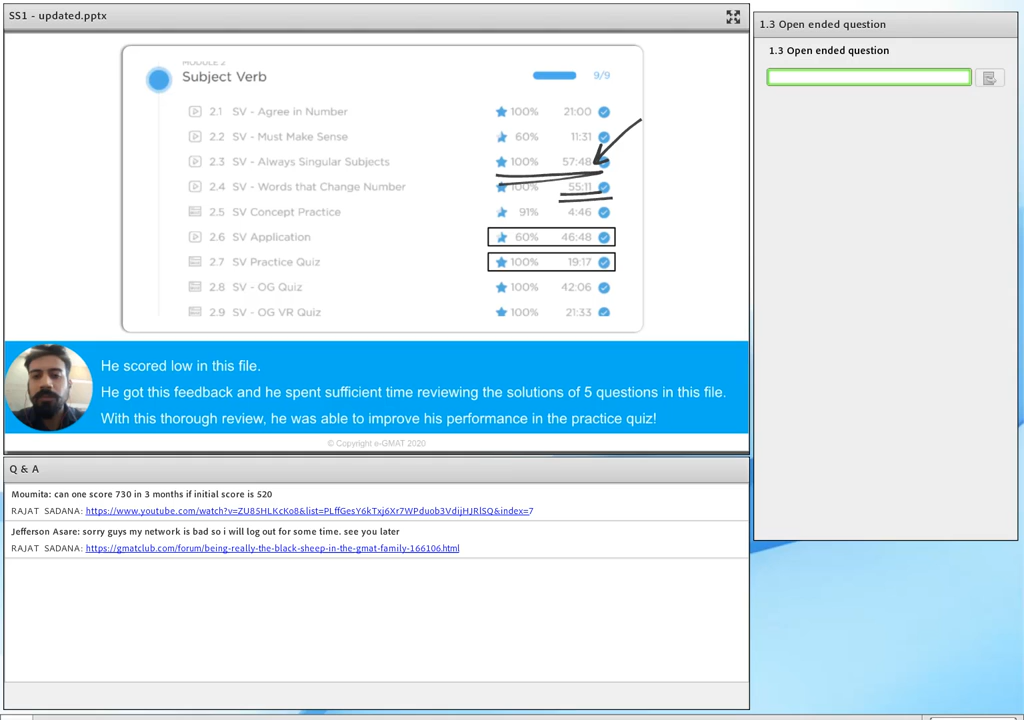 SS1 - updated.pptx
MODULE 2
Subject Verb
9/9
2.1 SV - Agree in Number 100% 21:00
2.2 SV - Must Make Sense 60% 11:31
2.3 SV - Always Singular Subjects 100% 57:48
2.4 SV - Words that Change Number 100% 55:11
2.5 SV Concept Practice 91% 4:46
2.6 SV Application 60% 46:48
2.7 SV Practice Quiz 100% 19:17
2.8 SV - OG Quiz 100% 42:06
2.9 SV - OG VR Quiz 100% 21:33
He scored low in this file.
He got this feedback and he spent sufficient time reviewing the solutions of 5 questions in this file.
With this thorough review, he was able to improve his performance in the practice quiz!
© Copyright e-GMAT 2020
Q & A
Moumita: can one score 730 in 3 months if initial score is 520
RAJAT SADANA: https://www.youtube.com/watch?v=ZU85HLKcKo8&list=PLffGesY6kTxj6Xr7WPduob3VdijHJRlSQ&index=7
Jefferson Asare: sorry guys my network is bad so i will log out for some time. see you later
RAJAT SADANA: https://gmatclub.com/forum/being-really-the-black-sheep-in-the-gmat-family-166106.html
1.3 Open ended question
1.3 Open ended question